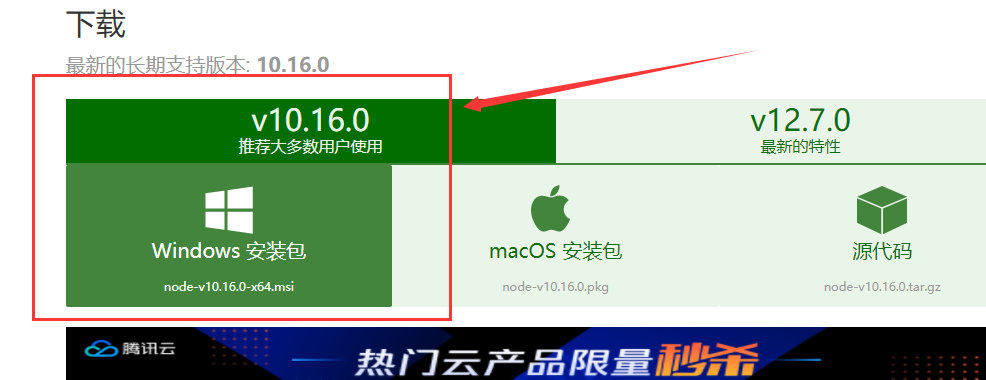 下载
最新的长期支持版本: 10.16.0
v10.16.0
推荐大多数用户使用
v12.7.0
最新的特性
Windows 安装包
node-v10.16.0-x64.msi
macOS 安装包
node-v10.16.0.pkg
源代码
node-v10.16.0.tar.gz
腾讯云
热门云产品限量秒杀